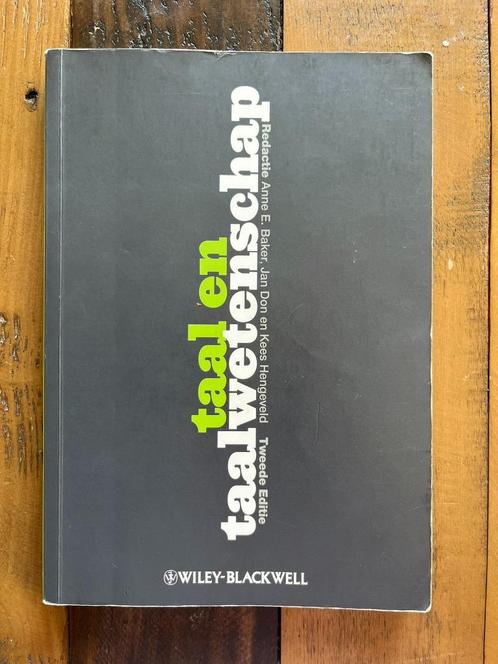 taal en
taalwetenschap
Redactie Anne E. Baker, Jan Don en Kees Hengeveld Tweede Editie
WILEY-BLACKWELL